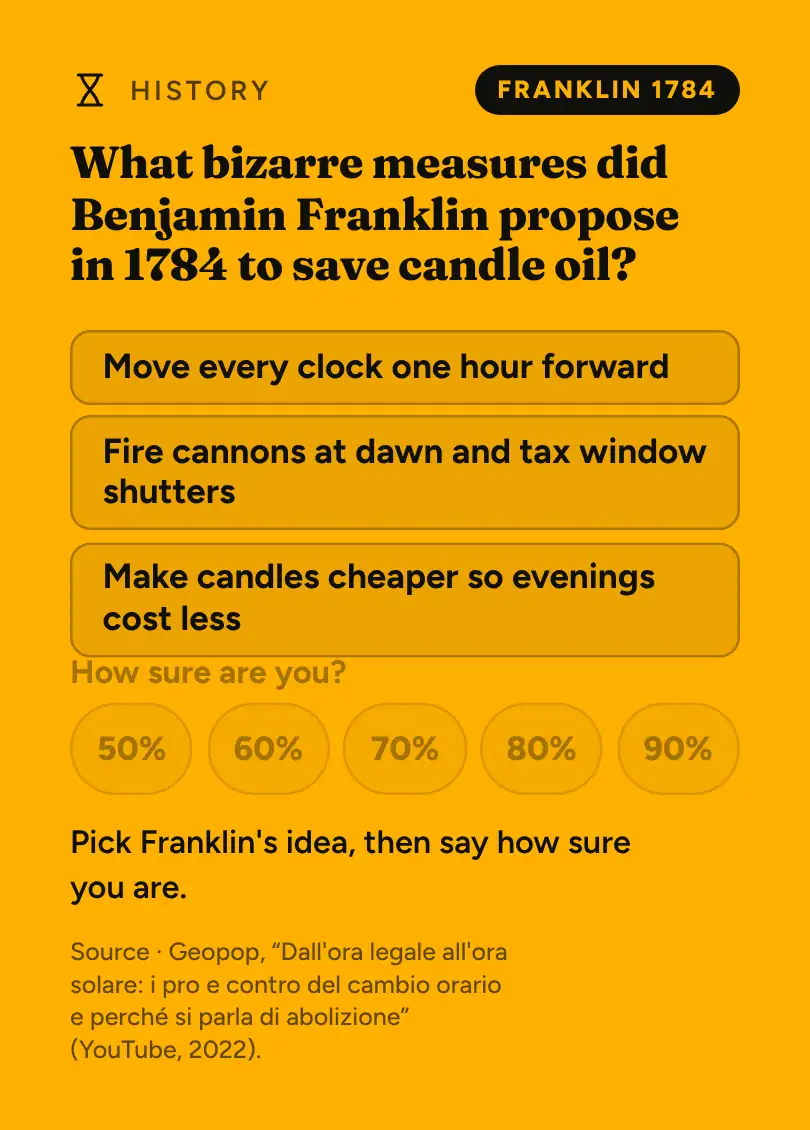 HISTORY
FRANKLIN 1784
What bizarre measures did
Benjamin Franklin propose
in 1784 to save candle oil?
Move every clock one hour forward
Fire cannons at dawn and tax window
shutters
Make candles cheaper so evenings
cost less
How sure are you?
50% 60% 70% 80% 90%
Pick Franklin's idea, then say how sure
you are.
Source · Geopop, “Dall'ora legale all'ora
solare: i pro e contro del cambio orario
e perché si parla di abolizione”
(YouTube, 2022).